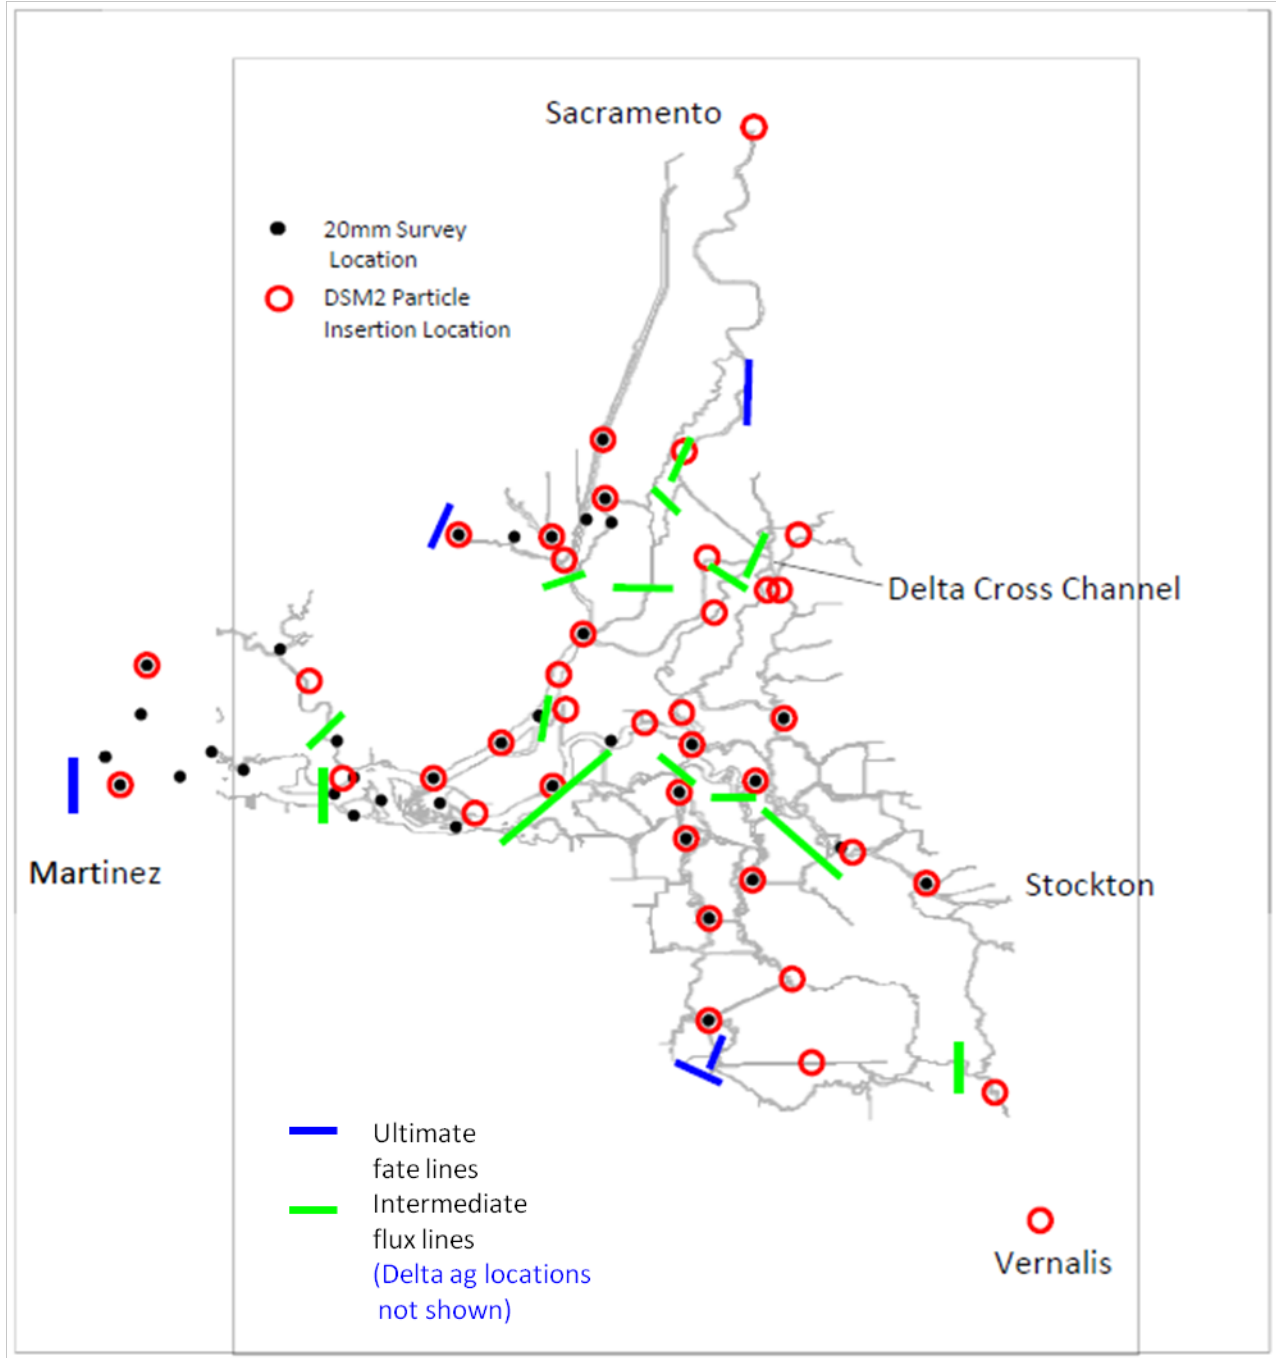 Sacramento
20mm Survey
Location
DSM2 Particle
Insertion Location
Delta Cross Channel
Martinez
Stockton
Ultimate
fate lines
Intermediate
flux lines
(Delta ag locations
not shown)
Vernalis